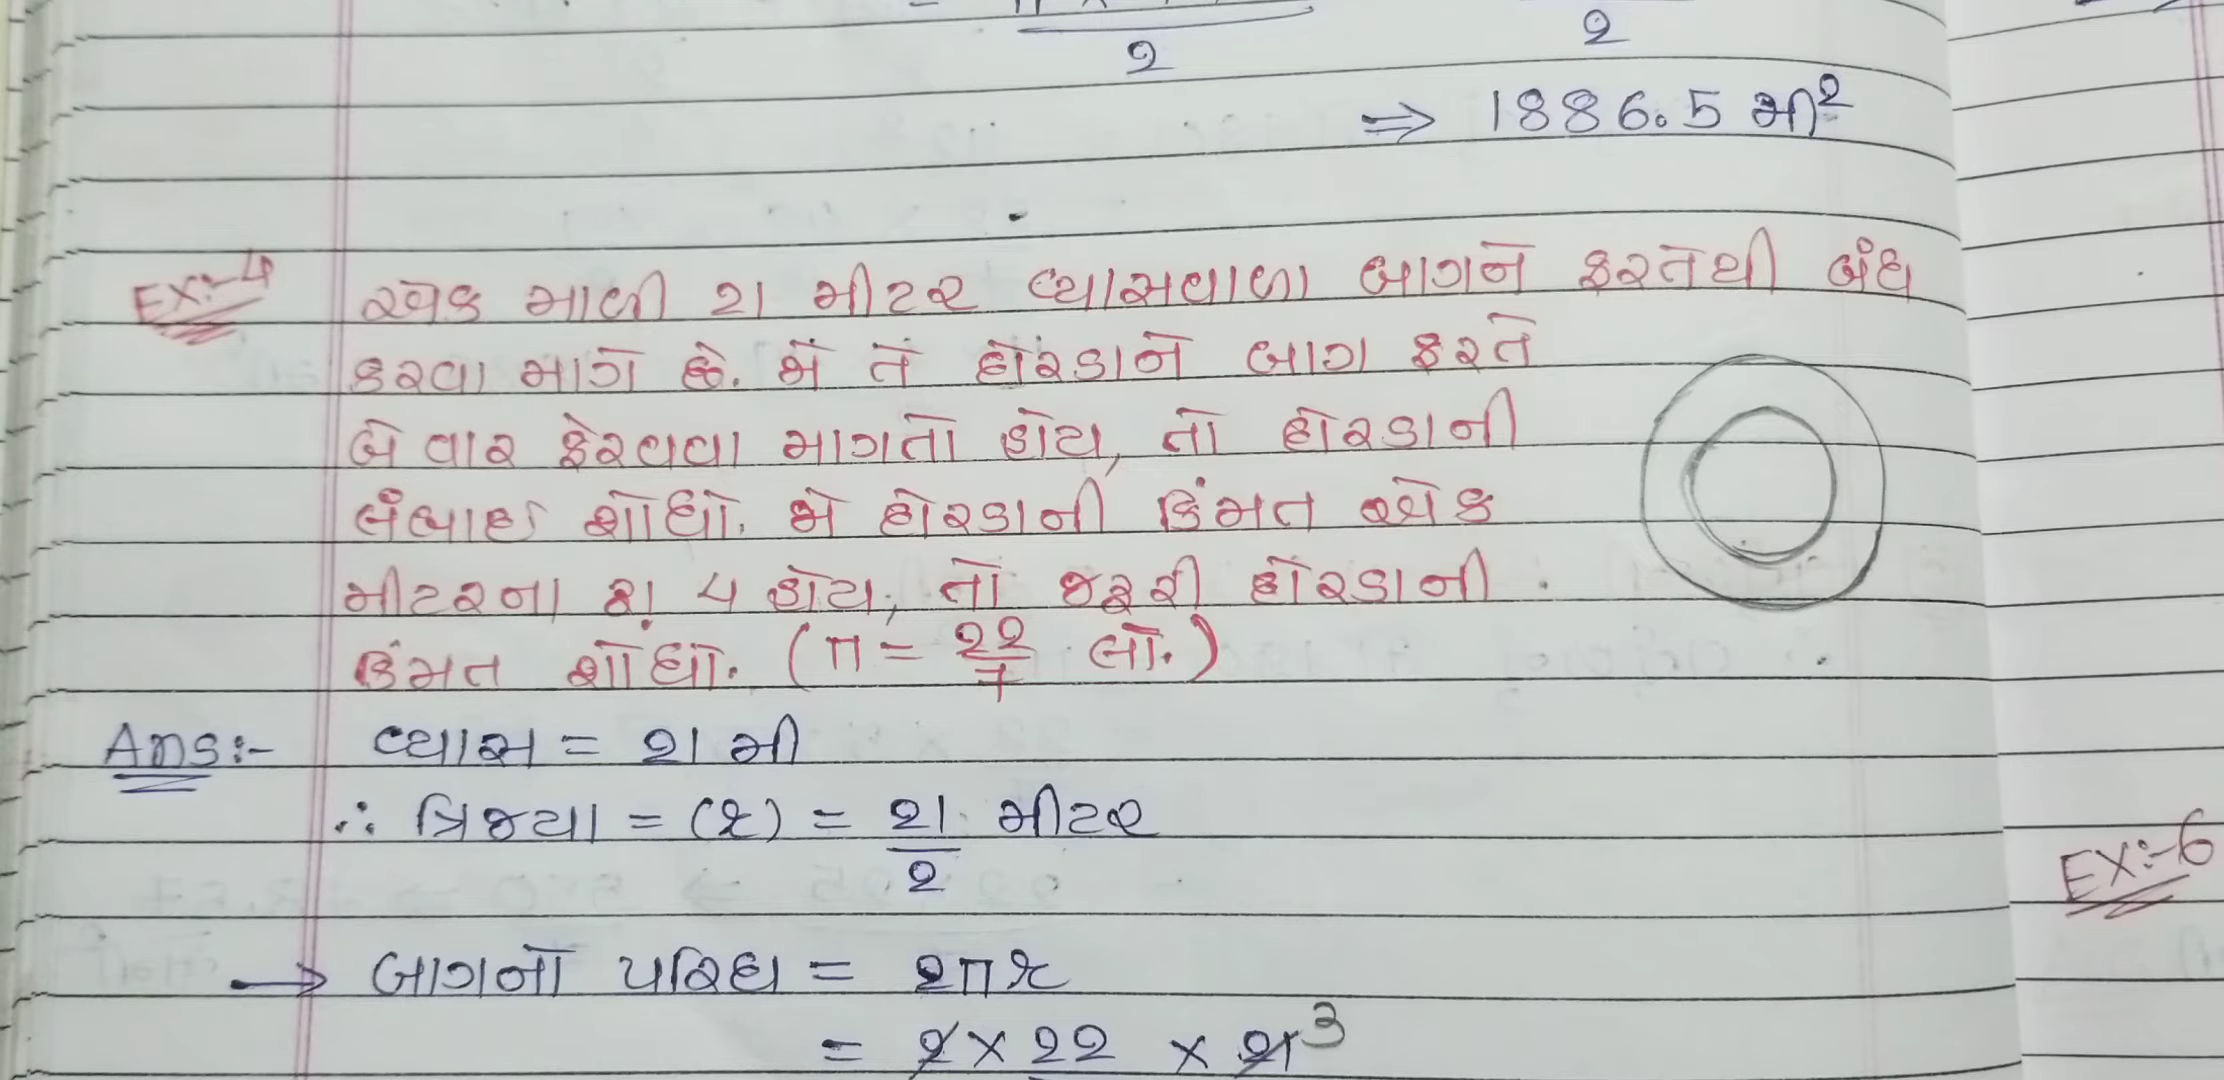 2
2
⇒ 1886.5 મી²
Ex:-4 એક માળી 21 મીટર વ્યાસવાળા બાગને ફરતેથી બંધ
કરવા માગે છે. જે તે દોરડાને બાગ ફરતે
બે વાર ફેરવવા માગતો હોય, તો દોરડાની
લંબાઈ શોધો. જો દોરડાની કિંમત એક
મીટરના રૂ. 4 હોય, તો જરૂરી દોરડાની
કિંમત શોધો. (π = 22/7 લો.)
Ans:- વ્યાસ = 21 મી
∴ ત્રિજ્યા = (r) = 21/2 મીટર
→ બાગનો પરિઘ = 2πr
= 2 × 22 × 21 3
Ex:-6